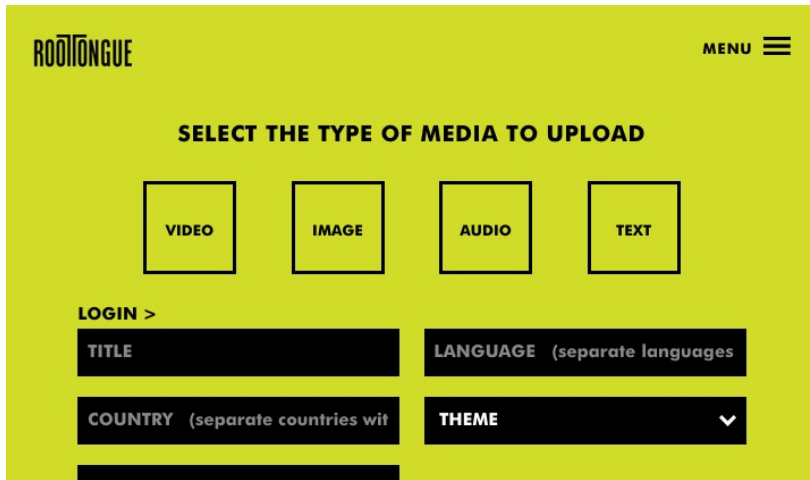 ROOTTONGUE
MENU
SELECT THE TYPE OF MEDIA TO UPLOAD
VIDEO IMAGE AUDIO TEXT
LOGIN >
TITLE LANGUAGE (separate languages
COUNTRY (separate countries wit THEME